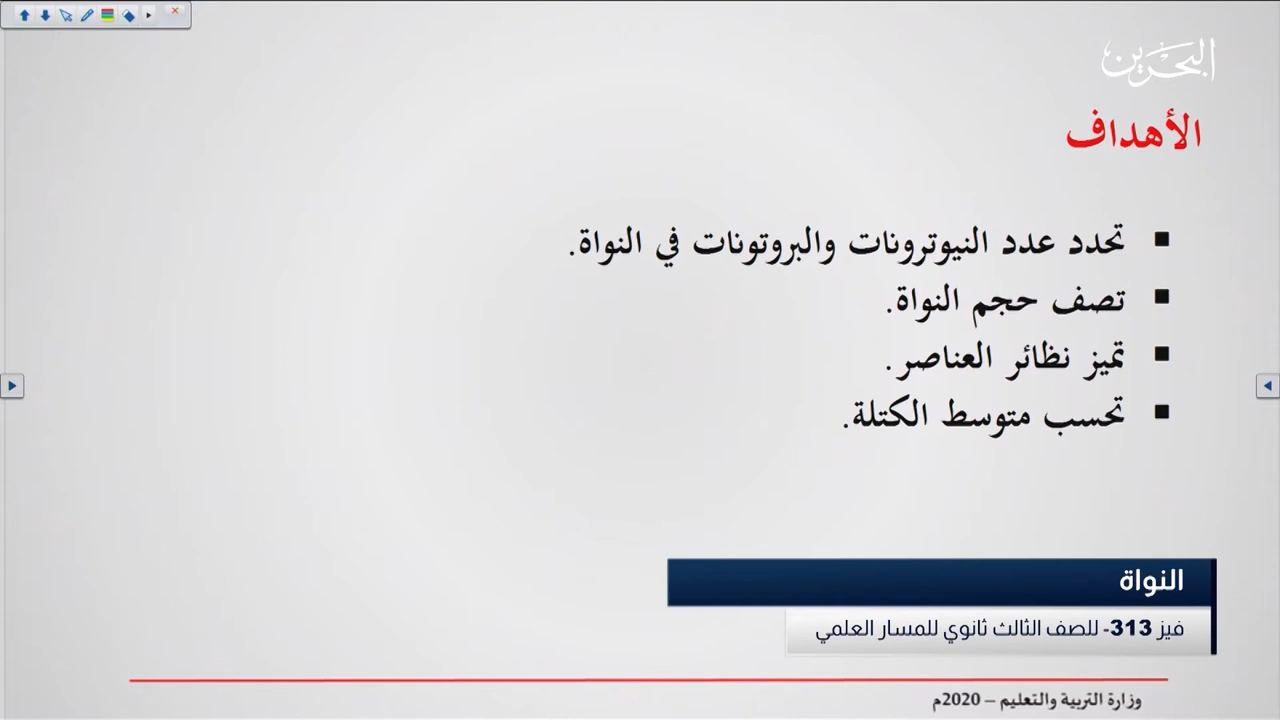 البحرين
الأهداف
▪ تحدد عدد النيوترونات والبروتونات في النواة.
▪ تصف حجم النواة.
▪ تميز نظائر العناصر.
▪ تحسب متوسط الكتلة.
النواة
فيز 313- للصف الثالث ثانوي للمسار العلمي
وزارة التربية والتعليم – 2020م